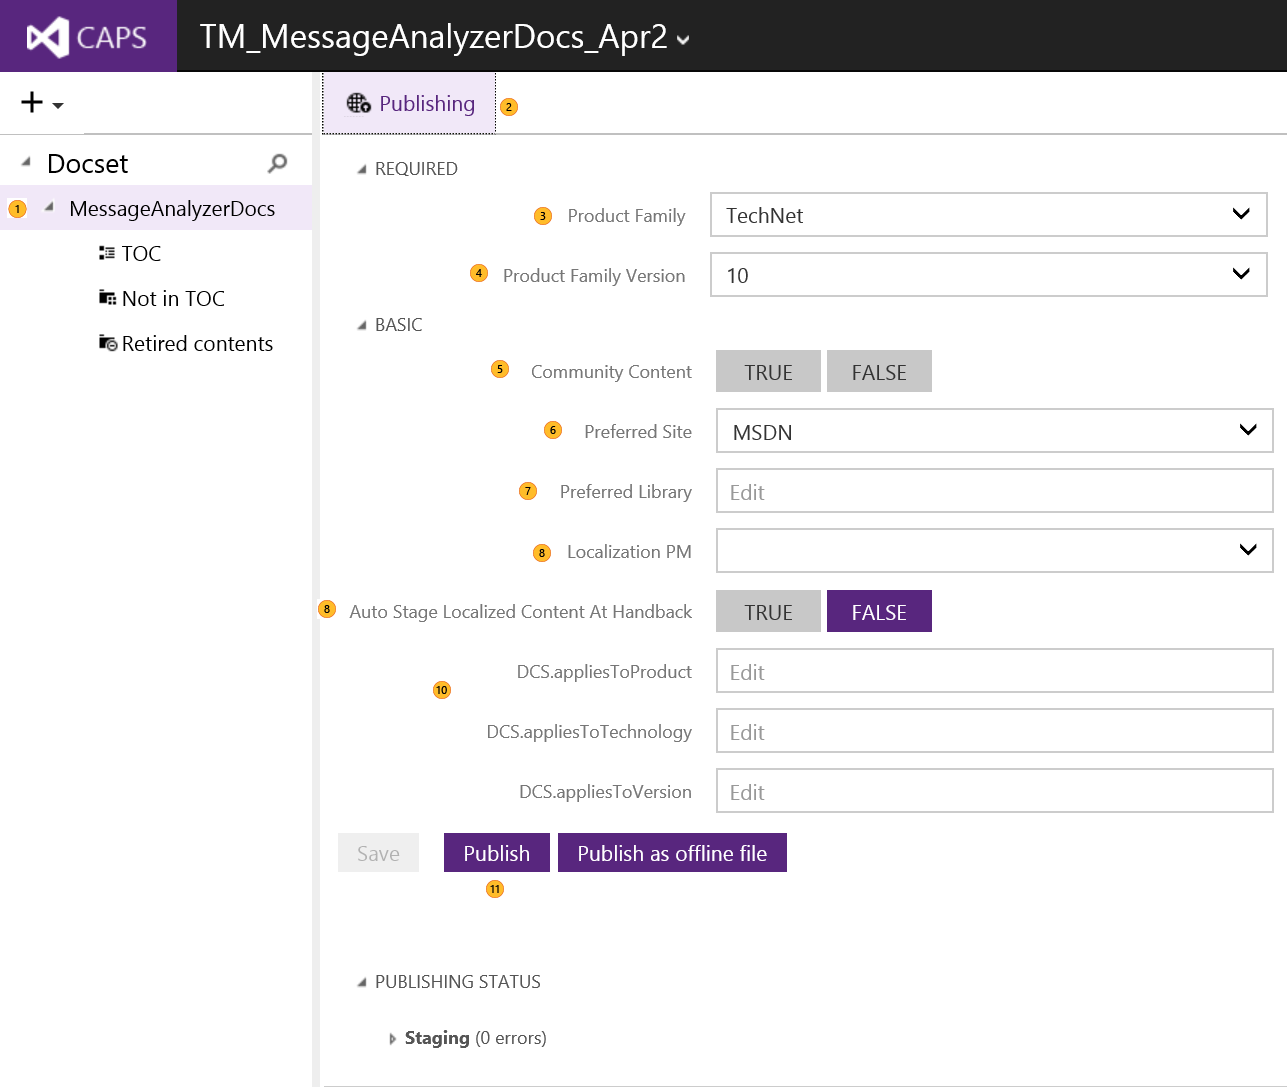 CAPS TM_MessageAnalyzerDocs_Apr2
Publishing 2
Docset
1 MessageAnalyzerDocs
TOC
Not in TOC
Retired contents
REQUIRED
3 Product Family TechNet
4 Product Family Version 10
BASIC
5 Community Content TRUE FALSE
6 Preferred Site MSDN
7 Preferred Library Edit
8 Localization PM
8 Auto Stage Localized Content At Handback TRUE FALSE
DCS.appliesToProduct Edit
10
DCS.appliesToTechnology Edit
DCS.appliesToVersion Edit
Save Publish Publish as offline file
11
PUBLISHING STATUS
Staging (0 errors)